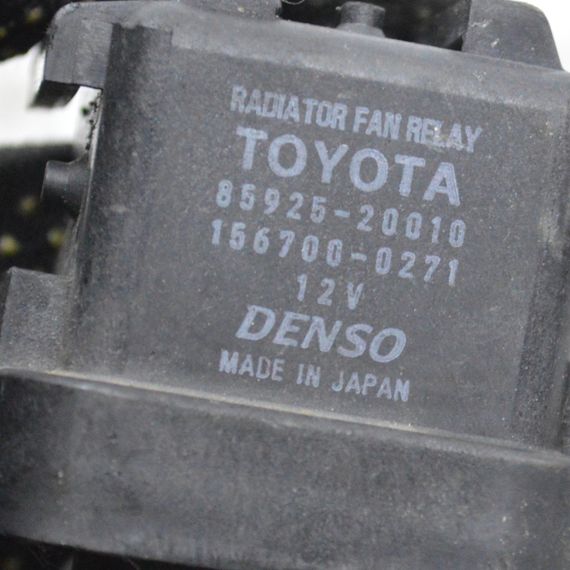 RADIATOR FAN RELAY
TOYOTA
85925-20010
156700-0271
12V
DENSO
MADE IN JAPAN